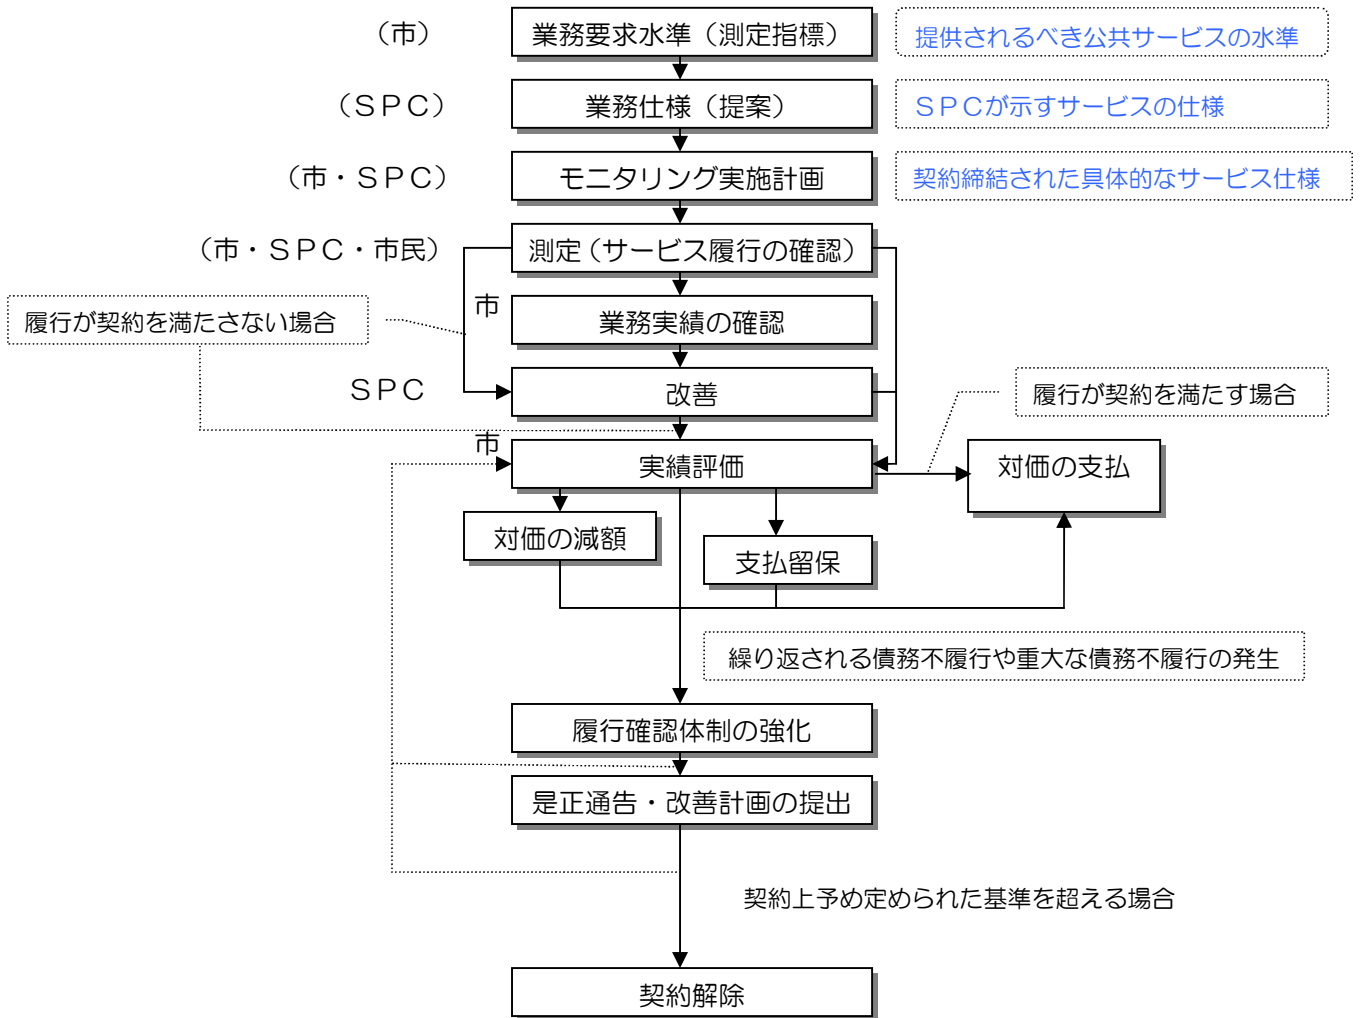 （市）
業務要求水準（測定指標）
提供されるべき公共サービスの水準
（ＳＰＣ）
業務仕様（提案）
ＳＰＣが示すサービスの仕様
（市・ＳＰＣ）
モニタリング実施計画
契約締結された具体的なサービス仕様
（市・ＳＰＣ・市民）
測定（サービス履行の確認）
市
履行が契約を満たさない場合
業務実績の確認
ＳＰＣ
改善
履行が契約を満たす場合
市
実績評価
対価の支払
対価の減額
支払留保
繰り返される債務不履行や重大な債務不履行の発生
履行確認体制の強化
是正通告・改善計画の提出
契約上予め定められた基準を超える場合
契約解除